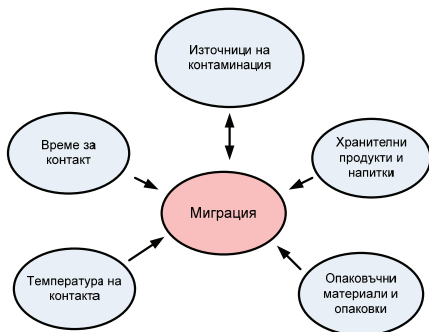 Източници на
контаминация
Време за
контакт
Хранителни
продукти и
напитки
Миграция
Температура на
контакта
Опаковъчни
материали и
опаковки